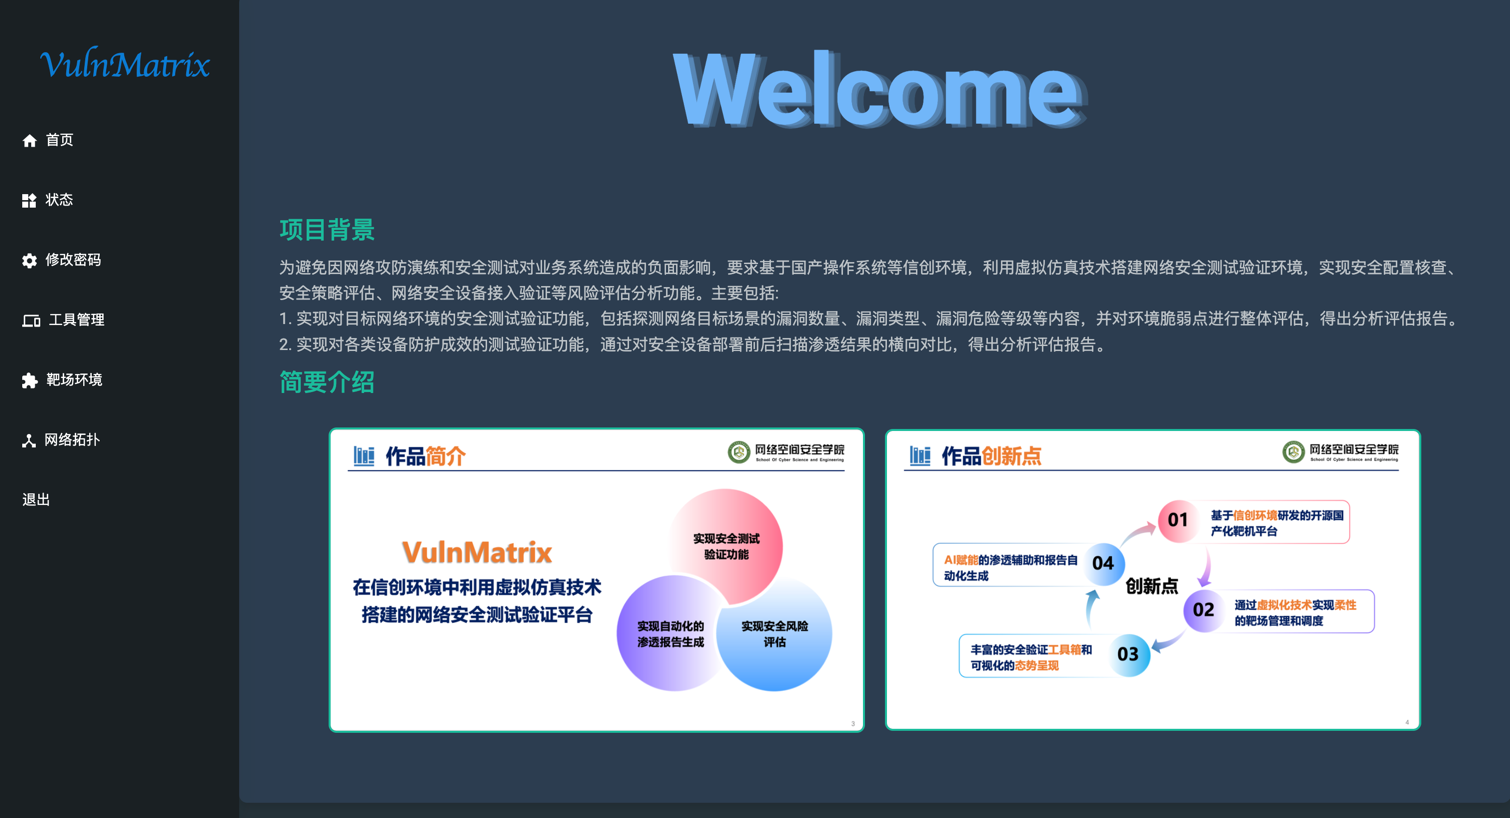 VulnMatrix
首页
状态
修改密码
工具管理
靶场环境
网络拓扑
退出
Welcome
项目背景
为避免因网络攻防演练和安全测试对业务系统造成的负面影响，要求基于国产操作系统等信创环境，利用虚拟仿真技术搭建网络安全测试验证环境，实现安全配置核查、
安全策略评估、网络安全设备接入验证等风险评估分析功能。主要包括:
1. 实现对目标网络环境的安全测试验证功能，包括探测网络目标场景的漏洞数量、漏洞类型、漏洞危险等级等内容，并对环境脆弱点进行整体评估，得出分析评估报告。
2. 实现对各类设备防护成效的测试验证功能，通过对安全设备部署前后扫描渗透结果的横向对比，得出分析评估报告。
简要介绍
作品简介
网络空间安全学院
School Of Cyber Science and Engineering
VulnMatrix
在信创环境中利用虚拟仿真技术
搭建的网络安全测试验证平台
实现安全测试
验证功能
实现自动化的
渗透报告生成
实现安全风险
评估
3
作品创新点
网络空间安全学院
School Of Cyber Science and Engineering
01
基于信创环境研发的开源国
产化靶机平台
04
AI赋能的渗透辅助和报告自
动化生成
创新点
02
通过虚拟化技术实现柔性
的靶场管理和调度
03
丰富的安全验证工具箱和
可视化的态势呈现
4